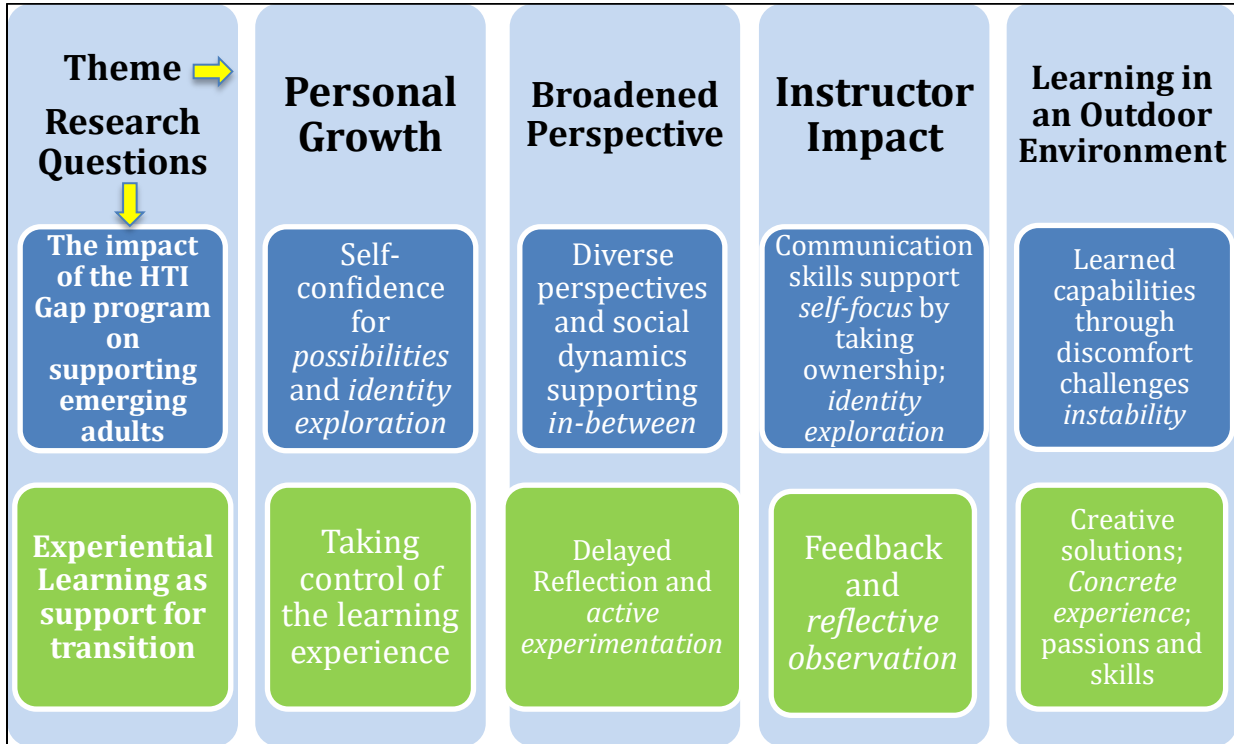 Theme
Research
Questions
Personal
Growth
Broadened
Perspective
Instructor
Impact
Learning in
an Outdoor
Environment
The impact
of the HTI
Gap program
on
supporting
emerging
adults
Self-
confidence
for
possibilities
and identity
exploration
Diverse
perspectives
and social
dynamics
supporting
in-between
Communication
skills support
self-focus by
taking
ownership;
identity
exploration
Learned
capabilities
through
discomfort
challenges
instability
Experiential
Learning as
support for
transition
Taking
control of
the learning
experience
Delayed
Reflection and
active
experimentation
Feedback
and
reflective
observation
Creative
solutions;
Concrete
experience;
passions and
skills